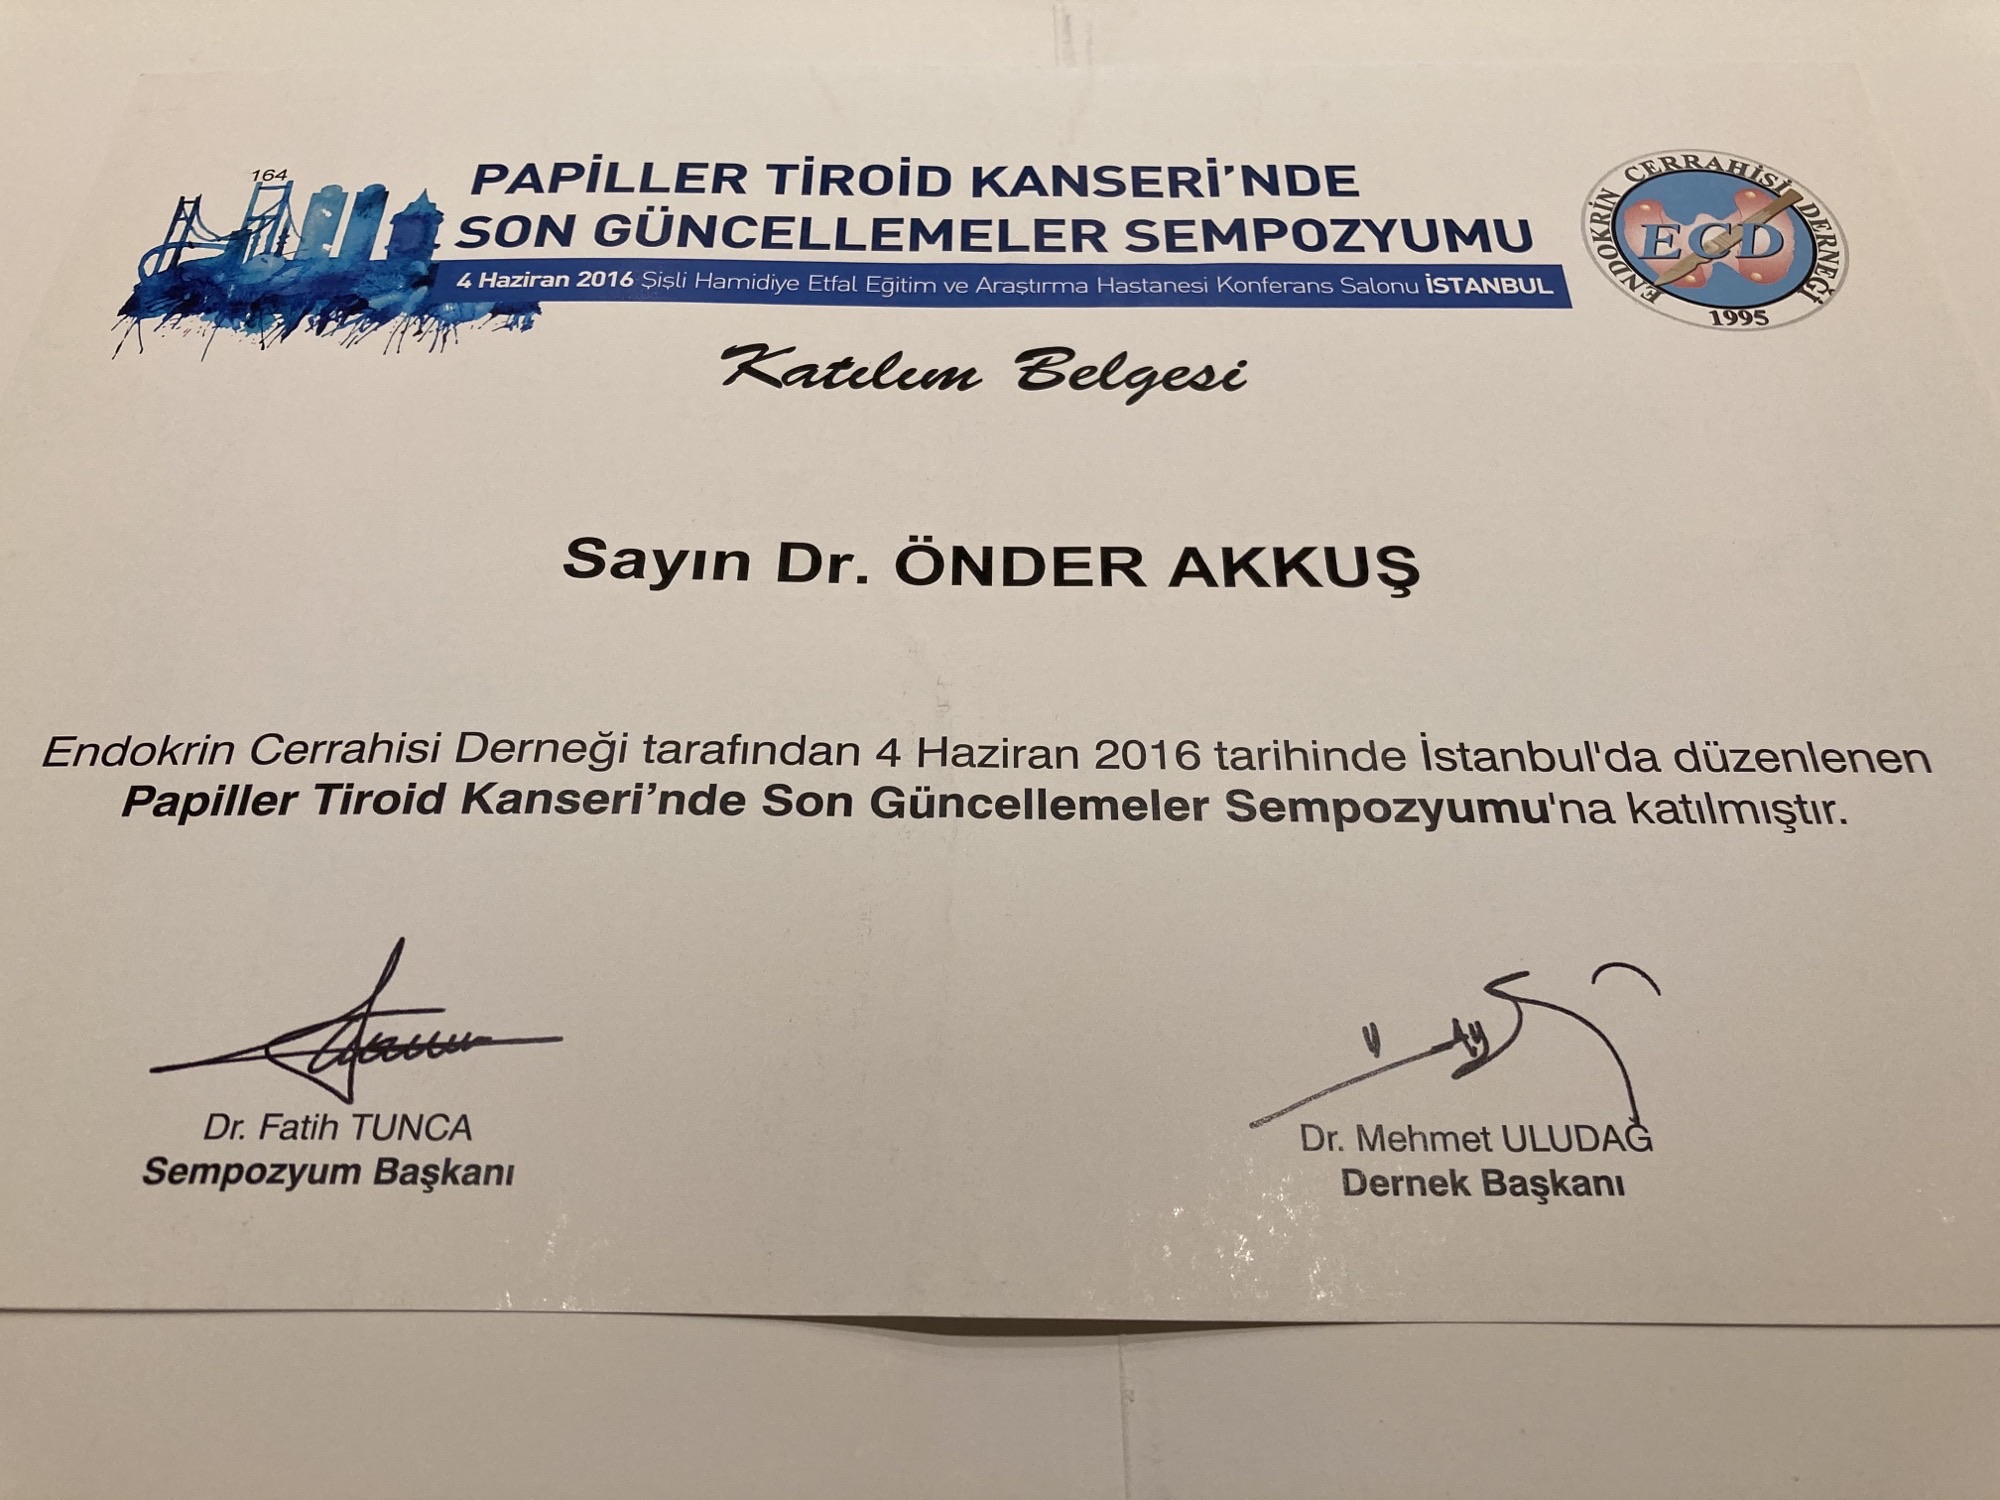 164
PAPİLLER TİROİD KANSERİ’NDE
SON GÜNCELLEMELER SEMPOZYUMU
4 Haziran 2016 Şişli Hamidiye Etfal Eğitim ve Araştırma Hastanesi Konferans Salonu İSTANBUL
ENDOKRİN CERRAHİSİ DERNEĞİ
ECD
1995
Katılım Belgesi
Sayın Dr. ÖNDER AKKUŞ
Endokrin Cerrahisi Derneği tarafından 4 Haziran 2016 tarihinde İstanbul'da düzenlenen
Papiller Tiroid Kanseri’nde Son Güncellemeler Sempozyumu'na katılmıştır.
Dr. Fatih TUNCA
Sempozyum Başkanı
Dr. Mehmet ULUDAĞ
Dernek Başkanı